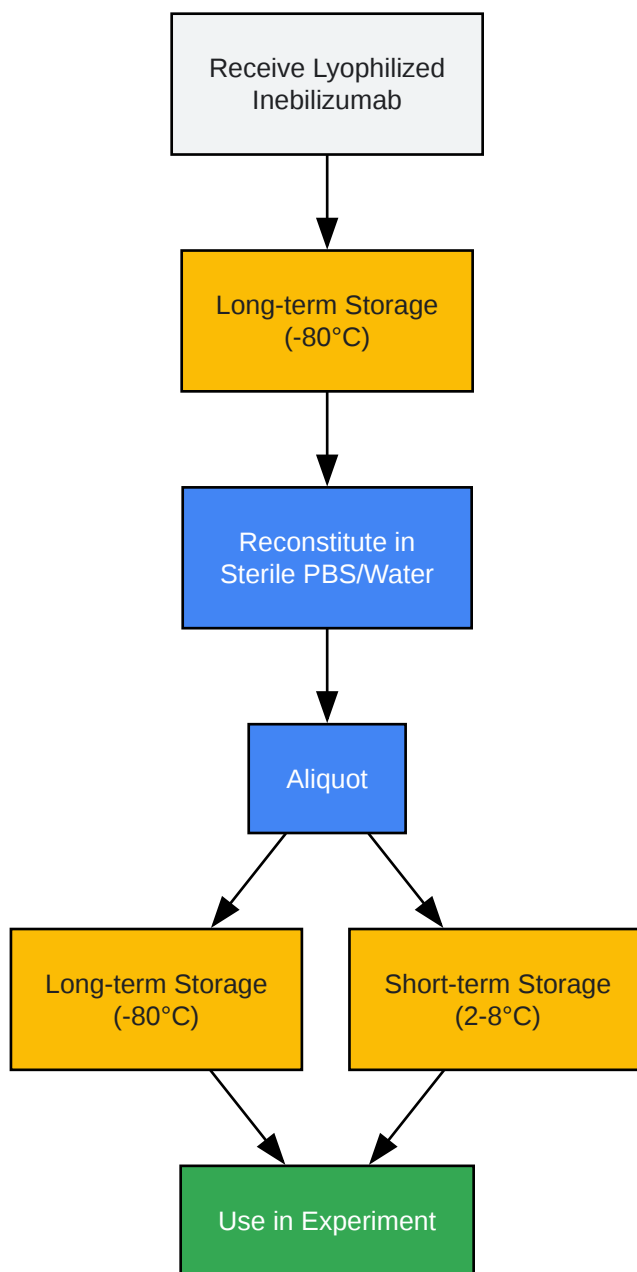 Receive Lyophilized
Inebilizumab
Long-term Storage
(-80°C)
Reconstitute in
Sterile PBS/Water
Aliquot
Long-term Storage
(-80°C)
Short-term Storage
(2-8°C)
Use in Experiment